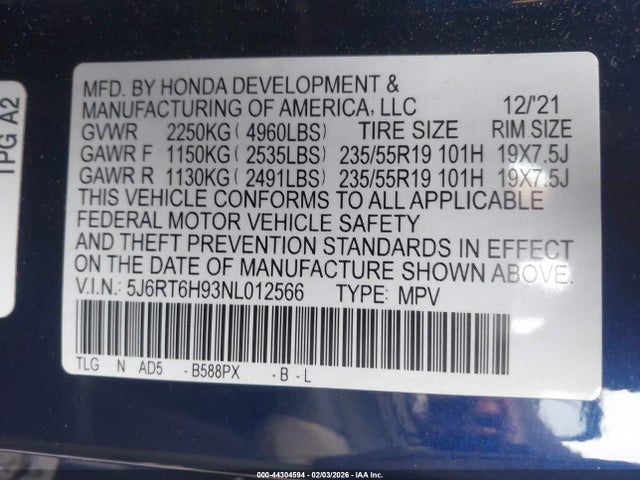 MFD. BY HONDA DEVELOPMENT &
MANUFACTURING OF AMERICA, LLC 12/'21
GVWR 2250KG ( 4960LBS) TIRE SIZE RIM SIZE
GAWR F 1150KG ( 2535LBS) 235/55R19 101H 19X7.5J
GAWR R 1130KG ( 2491LBS) 235/55R19 101H 19X7.5J
THIS VEHICLE CONFORMS TO ALL APPLICABLE
FEDERAL MOTOR VEHICLE SAFETY
AND THEFT PREVENTION STANDARDS IN EFFECT
ON THE DATE OF MANUFACTURE SHOWN ABOVE.
V.I.N.: 5J6RT6H93NL012566 TYPE: MPV
TLG N AD5 - B588PX - B - L
TPG A2
000-44304594 - 02/03/2026 - IAA Inc.